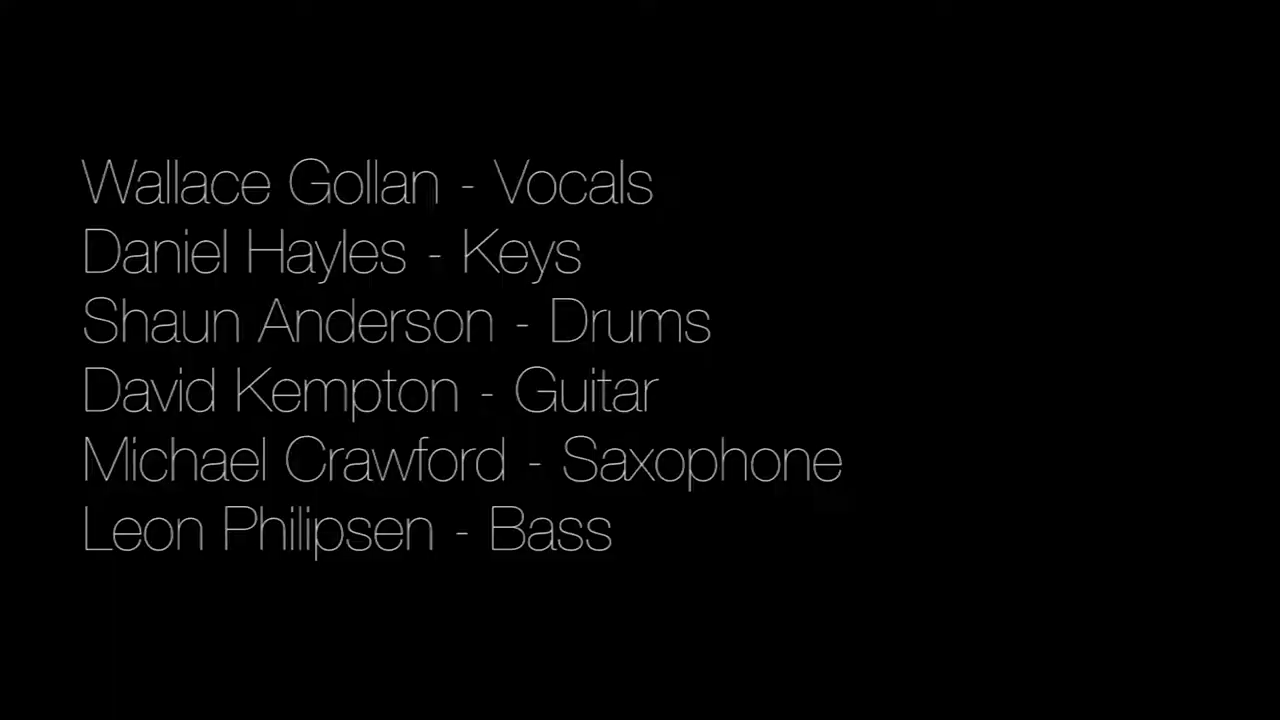 Wallace Gollan - Vocals
Daniel Hayles - Keys
Shaun Anderson - Drums
David Kempton - Guitar
Michael Crawford - Saxophone
Leon Philipsen - Bass